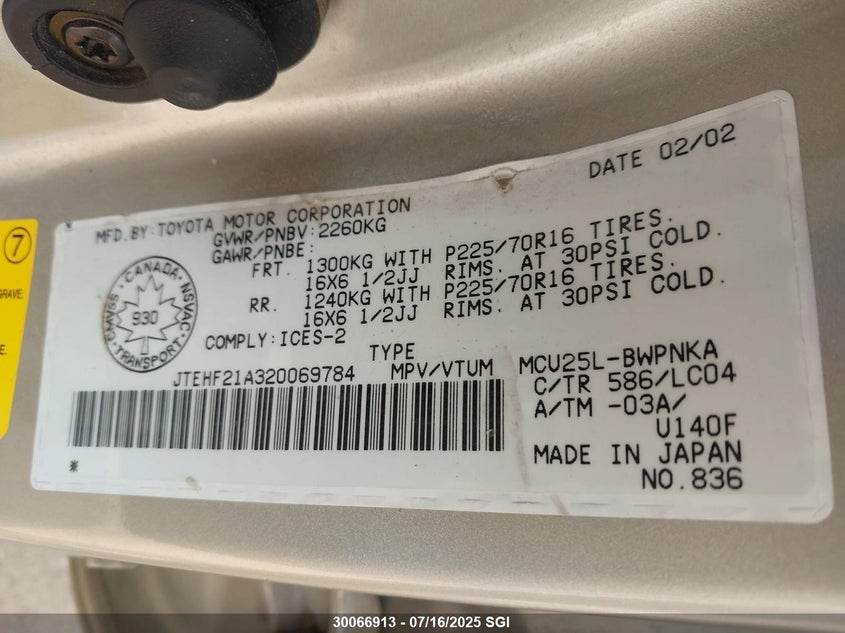 DATE 02/02
MFD.BY:TOYOTA MOTOR CORPORATION
GVWR/PNBV:2260KG
GAWR/PNBE:
FRT. 1300KG WITH P225/70R16 TIRES.
16X6 1/2JJ RIMS. AT 30PSI COLD.
RR. 1240KG WITH P225/70R16 TIRES.
16X6 1/2JJ RIMS. AT 30PSI COLD.
CANADA
CMVSS NSVAC
930
TRANSPORT
COMPLY:ICES-2
TYPE
JTEHF21A320069784 MPV/VTUM
MCU25L-BWPNKA
C/TR 586/LC04
A/TM -03A/
U140F
MADE IN JAPAN
NO.836
*
7
GRAVE:
E.
30066913 - 07/16/2025 SGI